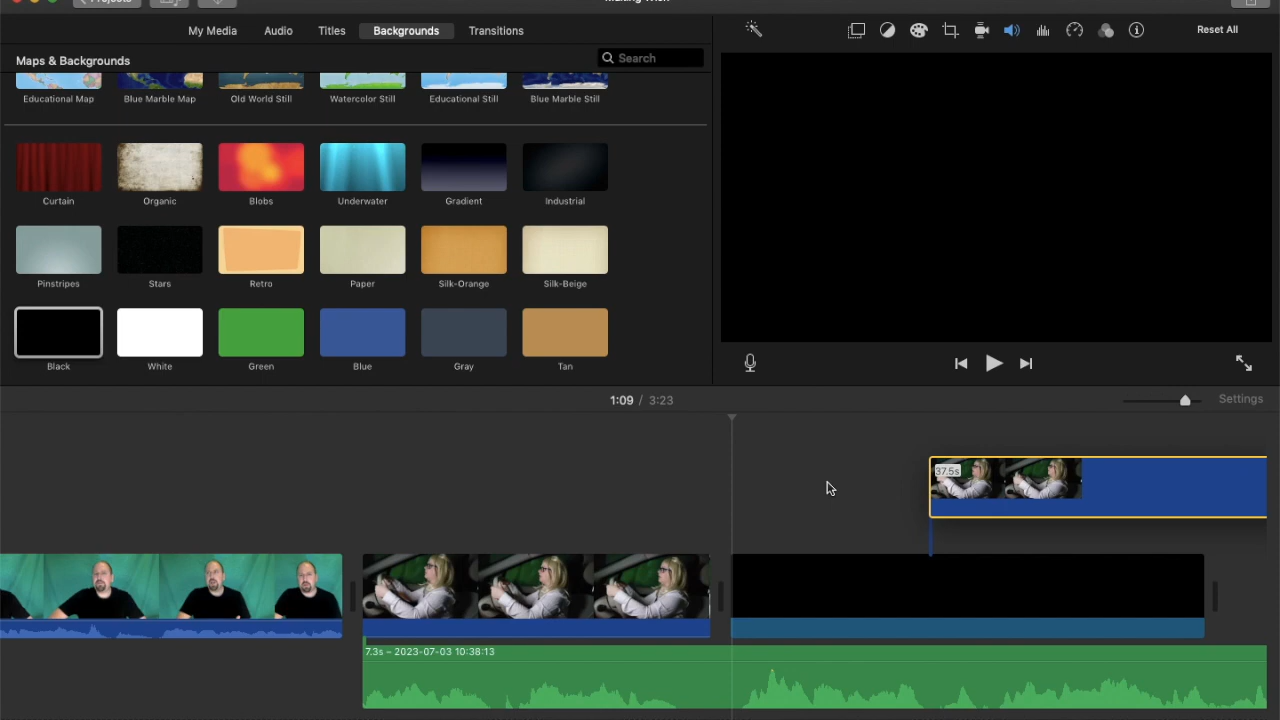 Projects
Making Wish
My Media
Audio
Titles
Backgrounds
Transitions
Reset All
Maps & Backgrounds
Search
Educational Map
Blue Marble Map
Old World Still
Watercolor Still
Educational Still
Blue Marble Still
Curtain
Organic
Blobs
Underwater
Gradient
Industrial
Pinstripes
Stars
Retro
Paper
Silk-Orange
Silk-Beige
Black
White
Green
Blue
Gray
Tan
1:09 / 3:23
Settings
37.5s
7.3s – 2023-07-03 10:38:13